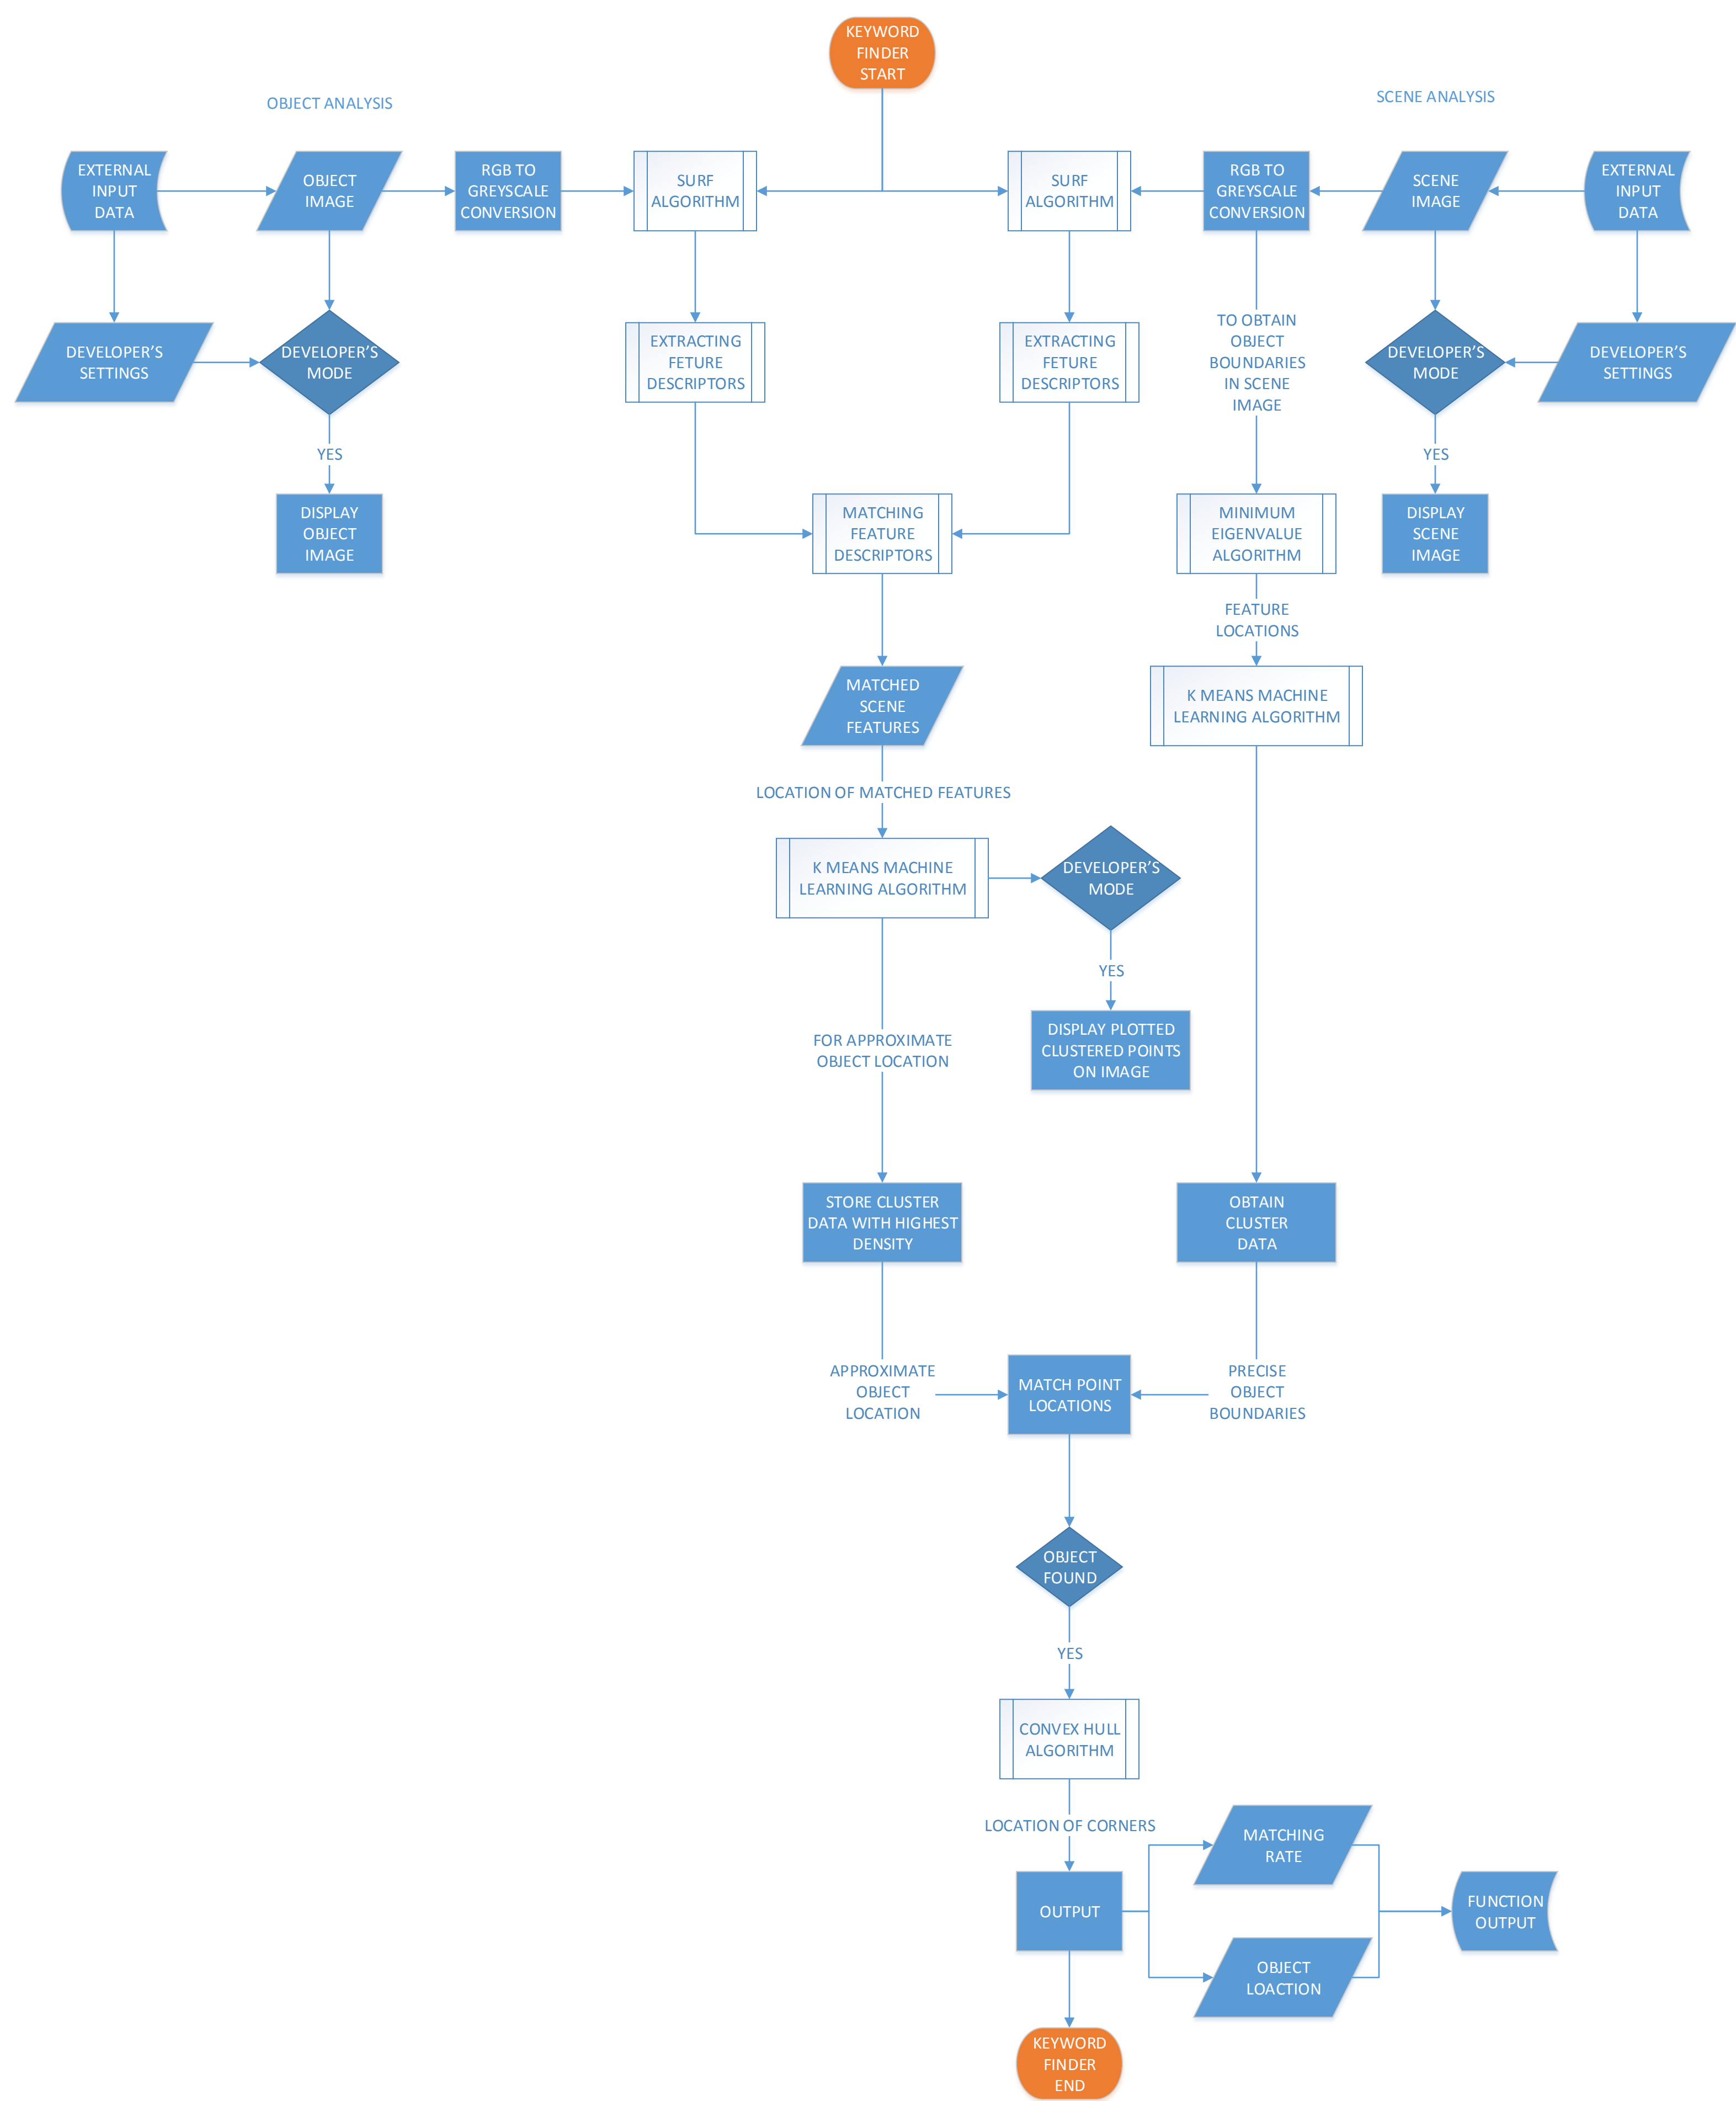 KEYWORD
FINDER
START
OBJECT ANALYSIS
SCENE ANALYSIS
EXTERNAL
INPUT
DATA
OBJECT
IMAGE
RGB TO
GREYSCALE
CONVERSION
SURF
ALGORITHM
SURF
ALGORITHM
RGB TO
GREYSCALE
CONVERSION
SCENE
IMAGE
EXTERNAL
INPUT
DATA
DEVELOPER’S
SETTINGS
DEVELOPER’S
MODE
EXTRACTING
FETURE
DESCRIPTORS
EXTRACTING
FETURE
DESCRIPTORS
TO OBTAIN
OBJECT
BOUNDARIES
IN SCENE
IMAGE
DEVELOPER’S
MODE
DEVELOPER’S
SETTINGS
YES
YES
DISPLAY
OBJECT
IMAGE
MATCHING
FEATURE
DESCRIPTORS
MINIMUM
EIGENVALUE
ALGORITHM
DISPLAY
SCENE
IMAGE
FEATURE
LOCATIONS
MATCHED
SCENE
FEATURES
K MEANS MACHINE
LEARNING ALGORITHM
LOCATION OF MATCHED FEATURES
K MEANS MACHINE
LEARNING ALGORITHM
DEVELOPER’S
MODE
YES
FOR APPROXIMATE
OBJECT LOCATION
DISPLAY PLOTTED
CLUSTERED POINTS
ON IMAGE
STORE CLUSTER
DATA WITH HIGHEST
DENSITY
OBTAIN
CLUSTER
DATA
APPROXIMATE
OBJECT
LOCATION
MATCH POINT
LOCATIONS
PRECISE
OBJECT
BOUNDARIES
OBJECT
FOUND
YES
CONVEX HULL
ALGORITHM
LOCATION OF CORNERS
MATCHING
RATE
OUTPUT
FUNCTION
OUTPUT
OBJECT
LOACTION
KEYWORD
FINDER
END